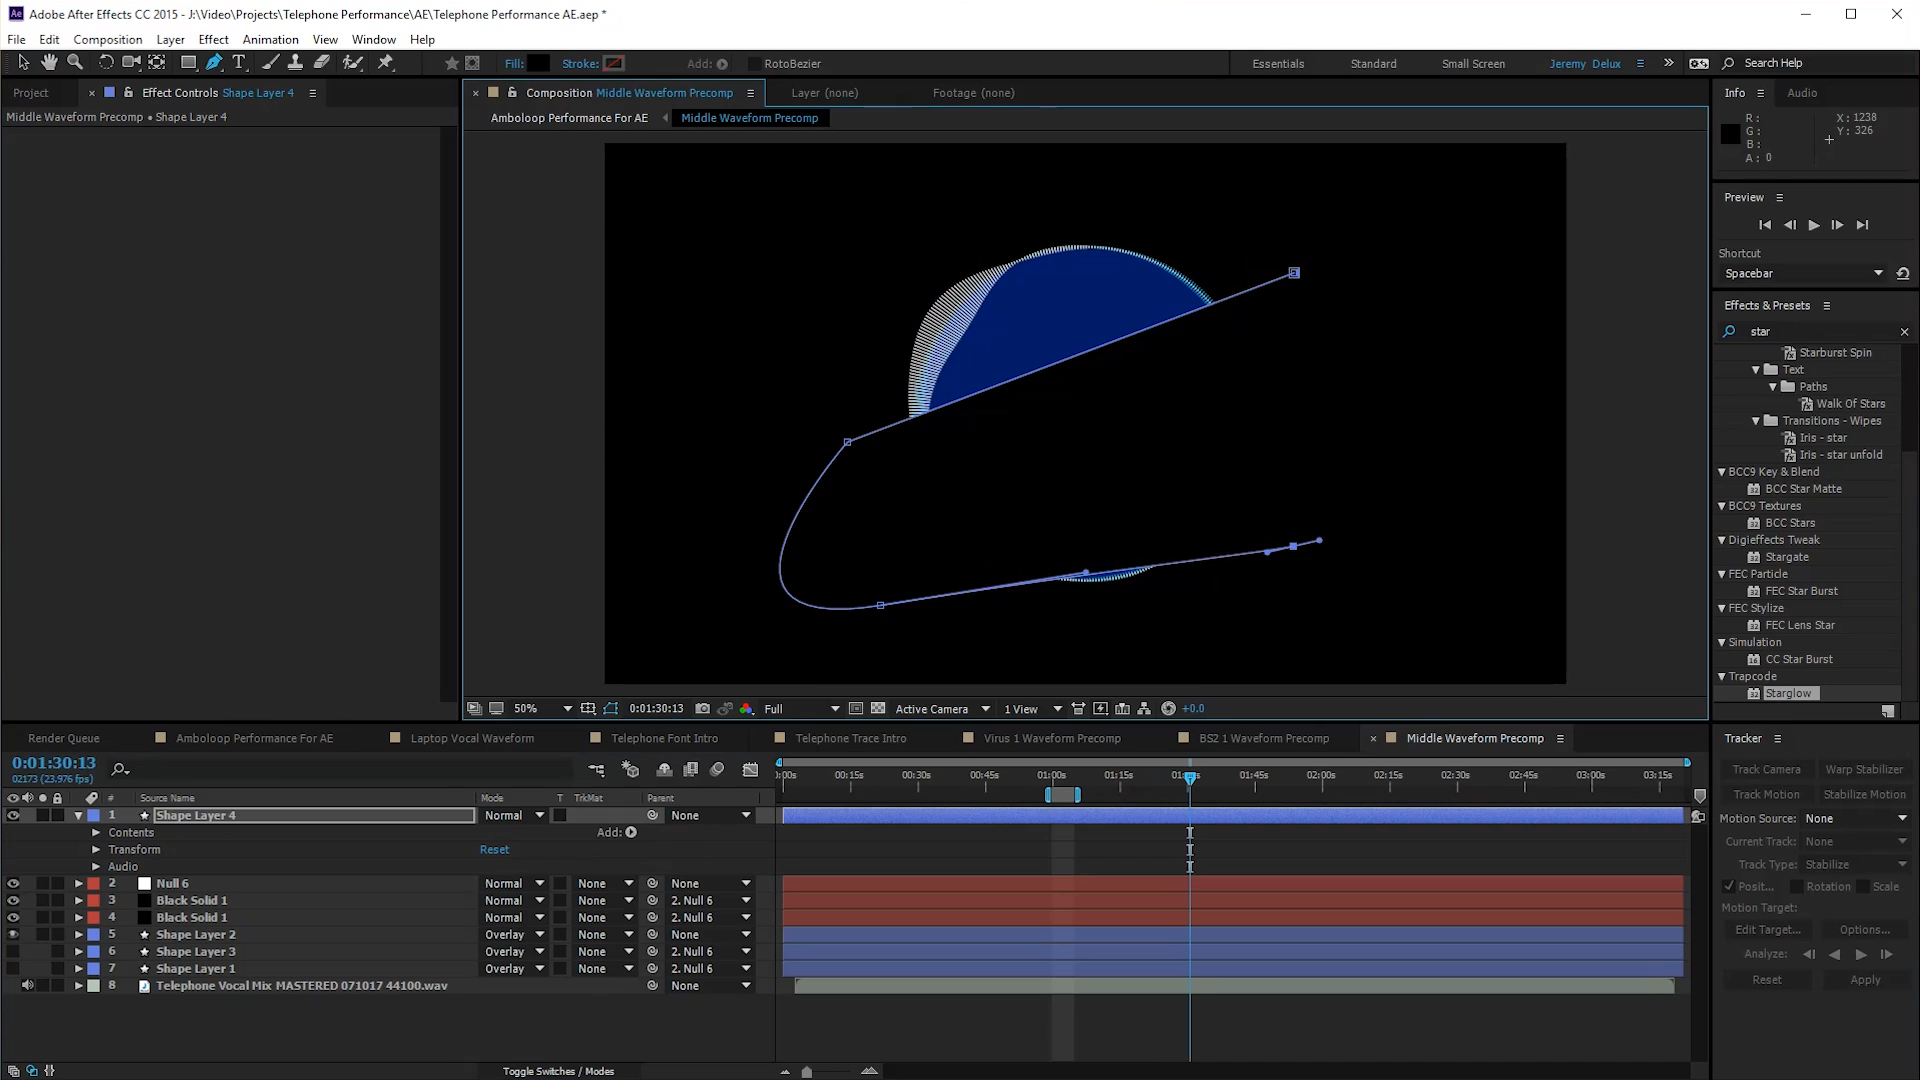 Adobe After Effects CC 2015 - J:\Video\Projects\Telephone Performance\AE\Telephone Performance AE.aep *
File Edit Composition Layer Effect Animation View Window Help
Fill: Stroke: Add: RotoBezier Essentials Standard Small Screen Jeremy Delux Search Help
Project Effect Controls Shape Layer 4
Middle Waveform Precomp • Shape Layer 4
Composition Middle Waveform Precomp Layer (none) Footage (none)
Amboloop Performance For AE Middle Waveform Precomp
Info Audio
R: X: 1238
G: Y: 326
B:
A: 0
Preview
Shortcut
Spacebar
Effects & Presets
star
Starburst Spin
Text
Paths
Walk Of Stars
Transitions - Wipes
Iris - star
Iris - star unfold
BCC9 Key & Blend
BCC Star Matte
BCC9 Textures
BCC Stars
Digieffects Tweak
Stargate
FEC Particle
FEC Star Burst
FEC Stylize
FEC Lens Star
Simulation
CC Star Burst
Trapcode
Starglow
50% 0:01:30:13 Full Active Camera 1 View +0.0
Render Queue Amboloop Performance For AE Laptop Vocal Waveform Telephone Font Intro Telephone Trace Intro Virus 1 Waveform Precomp BS2 1 Waveform Precomp Middle Waveform Precomp
0:01:30:13
02173 (23.976 fps)
:00s 00:15s 00:30s 00:45s 01:00s 01:15s 01:45s 02:00s 02:15s 02:30s 02:45s 03:00s 03:15s
# Source Name Mode T TrkMat Parent
1 Shape Layer 4 Normal None
Contents Add:
Transform Reset
Audio
2 Null 6 Normal None None
3 Black Solid 1 Normal None 2. Null 6
4 Black Solid 1 Normal None 2. Null 6
5 Shape Layer 2 Overlay None None
6 Shape Layer 3 Overlay None 2. Null 6
7 Shape Layer 1 Overlay None 2. Null 6
8 Telephone Vocal Mix MASTERED 071017 44100.wav None
Toggle Switches / Modes
Tracker
Track Camera Warp Stabilizer
Track Motion Stabilize Motion
Motion Source: None
Current Track: None
Track Type: Stabilize
Posit... Rotation Scale
Motion Target:
Edit Target... Options...
Analyze:
Reset Apply